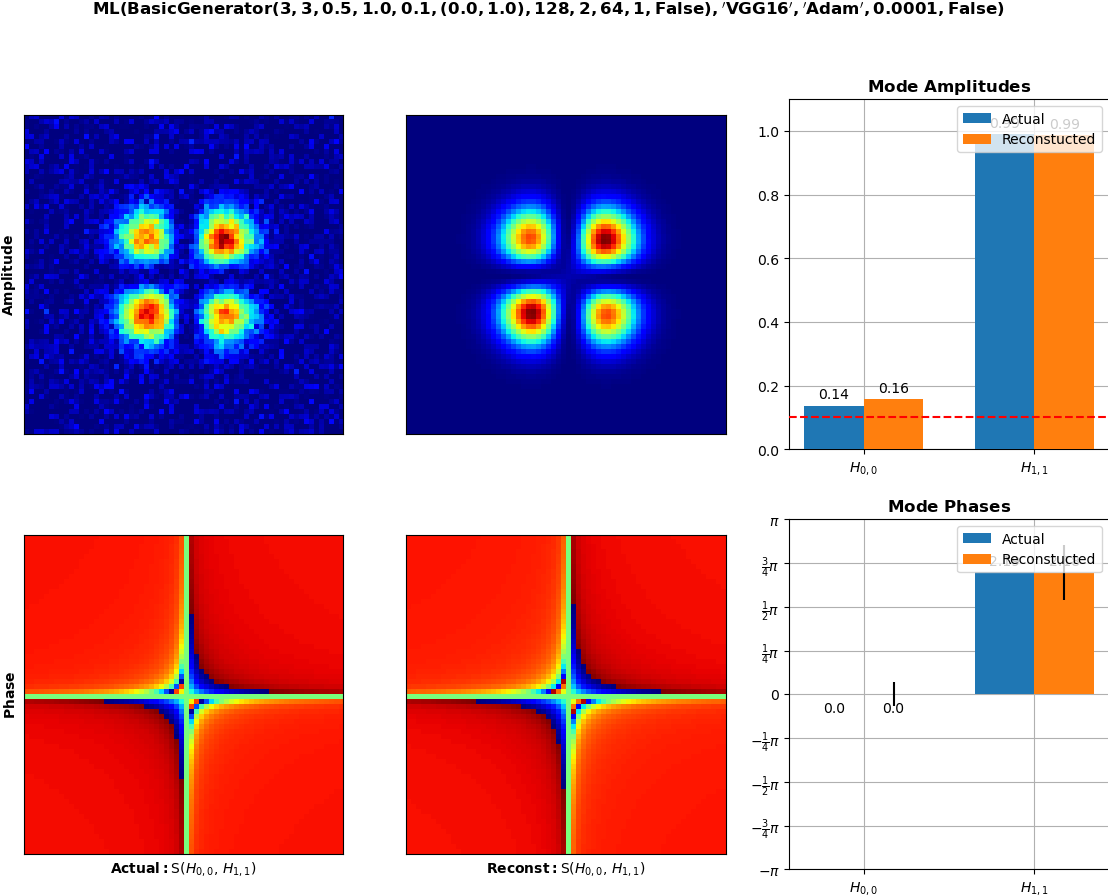 ML(BasicGenerator(3, 3, 0.5, 1.0, 0.1, (0.0, 1.0), 128, 2, 64, 1, False), ′VGG16′, ′Adam′, 0.0001, False)
Amplitude
Mode Amplitudes
Actual
Reconstucted
0.99
0.99
1.0
0.8
0.6
0.4
0.2
0.0
0.14
0.16
H₀,₀
H₁,₁
Phase
Actual: S(H₀,₀, H₁,₁)
Reconst: S(H₀,₀, H₁,₁)
Mode Phases
Actual
Reconstucted
π
3/4π
1/2π
1/4π
0
−1/4π
−1/2π
−3/4π
−π
0.0
0.0
H₀,₀
H₁,₁